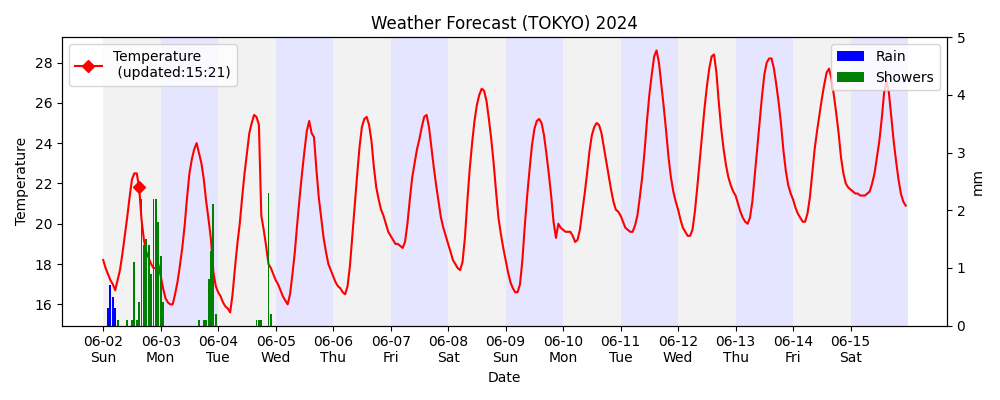 Weather Forecast (TOKYO) 2024
Temperature
(updated:15:21)
Rain
Showers
Temperature
28
26
24
22
20
18
16
5
4
3
2
1
0
mm
06-02 06-03 06-04 06-05 06-06 06-07 06-08 06-09 06-10 06-11 06-12 06-13 06-14 06-15
Sun Mon Tue Wed Thu Fri Sat Sun Mon Tue Wed Thu Fri Sat
Date